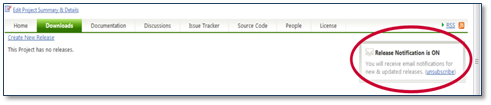 Edit Project Summary & Details
Home Downloads Documentation Discussions Issue Tracker Source Code People License RSS
Create New Release
This Project has no releases.
Release Notification is ON
You will receive email notifications for
new & updated releases. (unsubscribe)